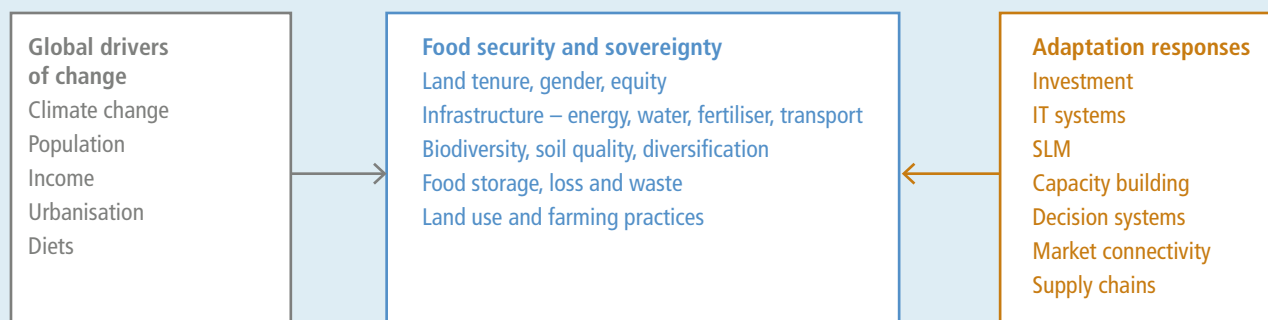 Global drivers
of change
Climate change
Population
Income
Urbanisation
Diets
Food security and sovereignty
Land tenure, gender, equity
Infrastructure – energy, water, fertiliser, transport
Biodiversity, soil quality, diversification
Food storage, loss and waste
Land use and farming practices
Adaptation responses
Investment
IT systems
SLM
Capacity building
Decision systems
Market connectivity
Supply chains